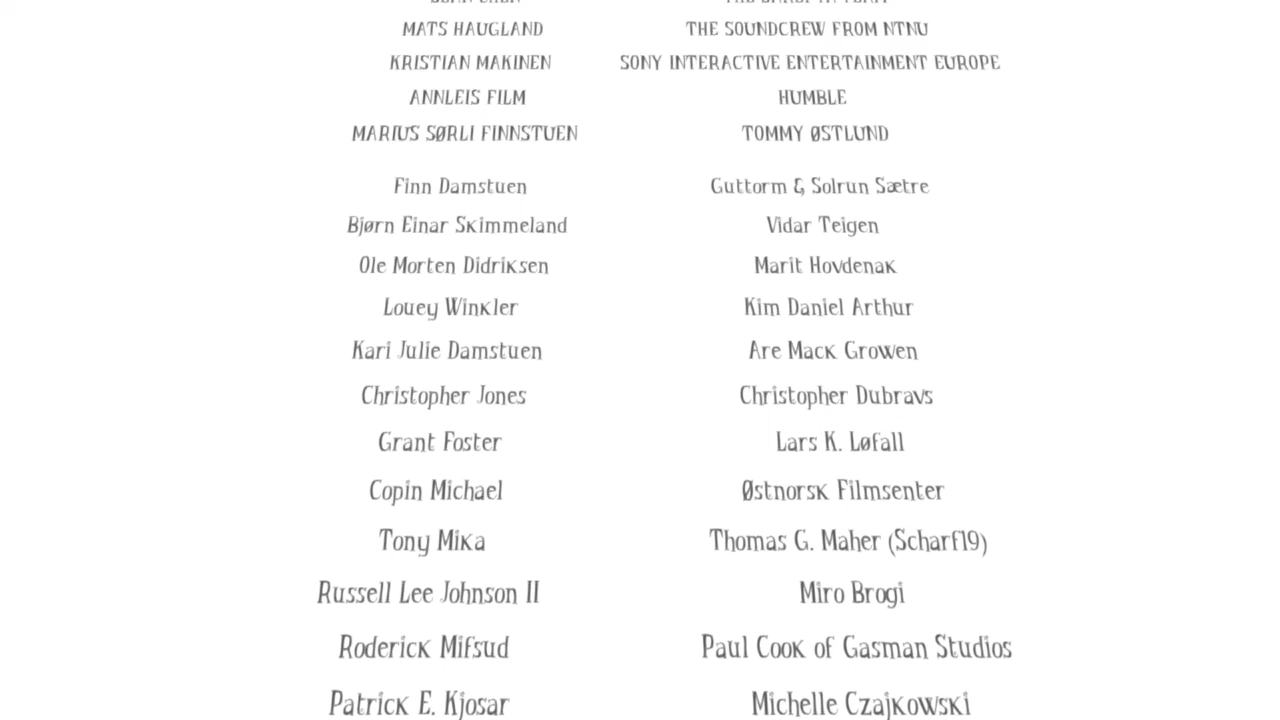 MATS HAUGLAND THE SOUNDCREW FROM NTNU
KRISTIAN MAKINEN SONY INTERACTIVE ENTERTAINMENT EUROPE
ANNLEIS FILM HUMBLE
MARIUS SØRLI FINNSTUEN TOMMY ØSTLUND
Finn Damstuen Guttorm & Solrun Sætre
Bjørn Einar Skimmeland Vidar Teigen
Ole Morten Didriksen Marit Hovdenak
Louey Winkler Kim Daniel Arthur
Kari Julie Damstuen Are Mack Growen
Christopher Jones Christopher Dubravs
Grant Foster Lars K. Løfall
Copin Michael Østnorsk Filmsenter
Tony Mika Thomas G. Maher (Scharf19)
Russell Lee Johnson II Miro Brogi
Roderick Mifsud Paul Cook of Gasman Studios
Patrick E. Kjosar Michelle Czajkowski